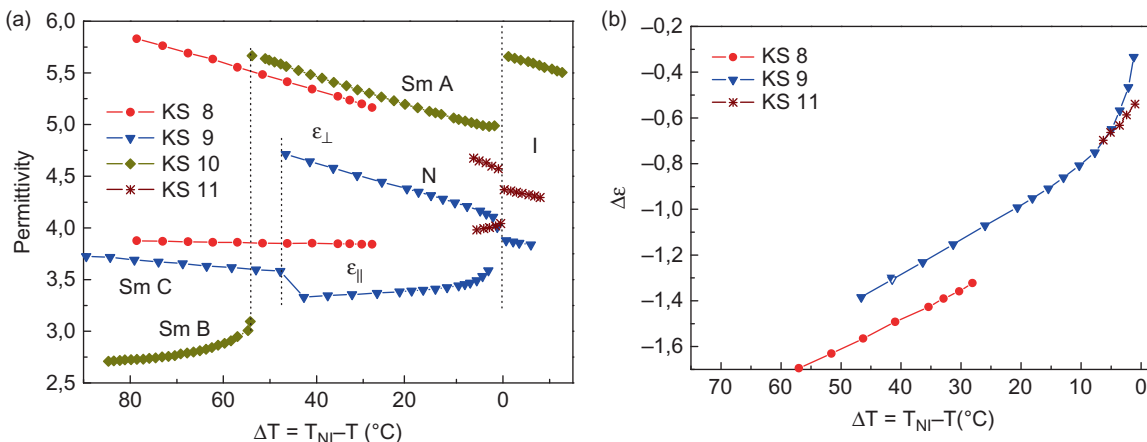 (a)
6,0
5,5
5,0
4,5
4,0
3,5
3,0
2,5
Permittivity
KS 8
KS 9
KS 10
KS 11
Sm A
ε⊥
N
I
ε||
Sm C
Sm B
80 60 40 20 0
ΔT = TNI–T (°C)
(b)
–0,2
–0,4
–0,6
–0,8
–1,0
–1,2
–1,4
–1,6
Δε
KS 8
KS 9
KS 11
70 60 50 40 30 20 10 0
ΔT = TNI–T(°C)